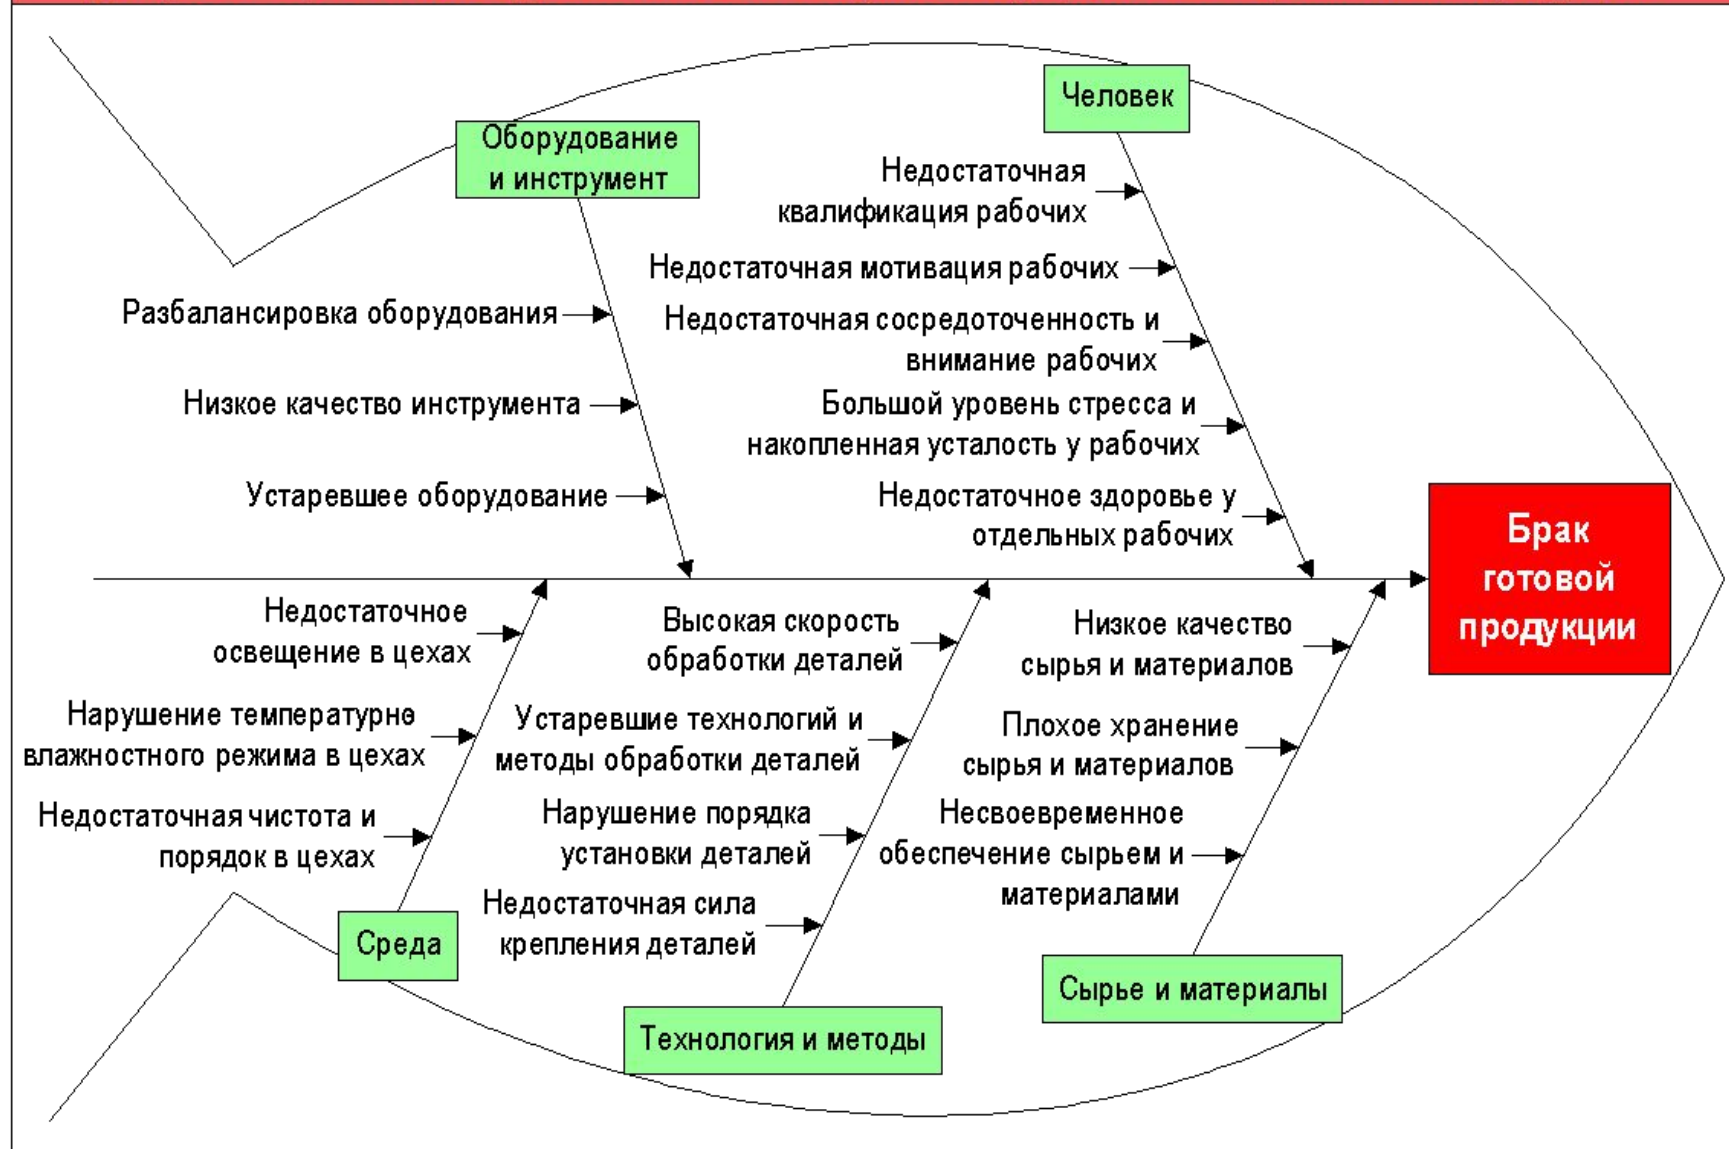 Человек
Оборудование
и инструмент
Недостаточная
квалификация рабочих
Недостаточная мотивация рабочих
Разбалансировка оборудования
Недостаточная сосредоточенность и
внимание рабочих
Низкое качество инструмента
Большой уровень стресса и
накопленная усталость у рабочих
Устаревшее оборудование
Недостаточное здоровье у
отдельных рабочих
Брак
готовой
продукции
Недостаточное
освещение в цехах
Высокая скорость
обработки деталей
Низкое качество
сырья и материалов
Нарушение температурно
влажностного режима в цехах
Устаревшие технологий и
методы обработки деталей
Плохое хранение
сырья и материалов
Недостаточная чистота и
порядок в цехах
Нарушение порядка
установки деталей
Несвоевременное
обеспечение сырьем и
материалами
Недостаточная сила
крепления деталей
Среда
Сырье и материалы
Технология и методы